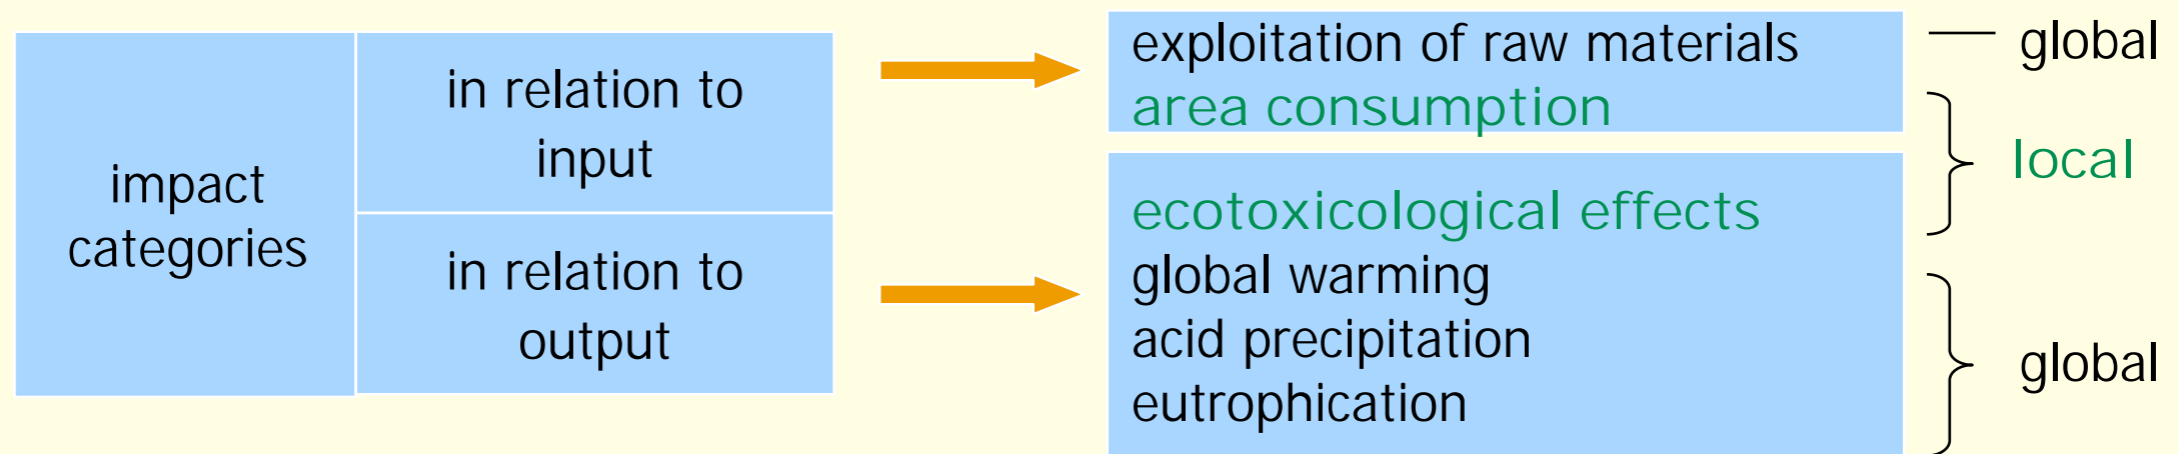 impact
categories
in relation to
input
in relation to
output
exploitation of raw materials
area consumption
ecotoxicological effects
global warming
acid precipitation
eutrophication
global
local
global